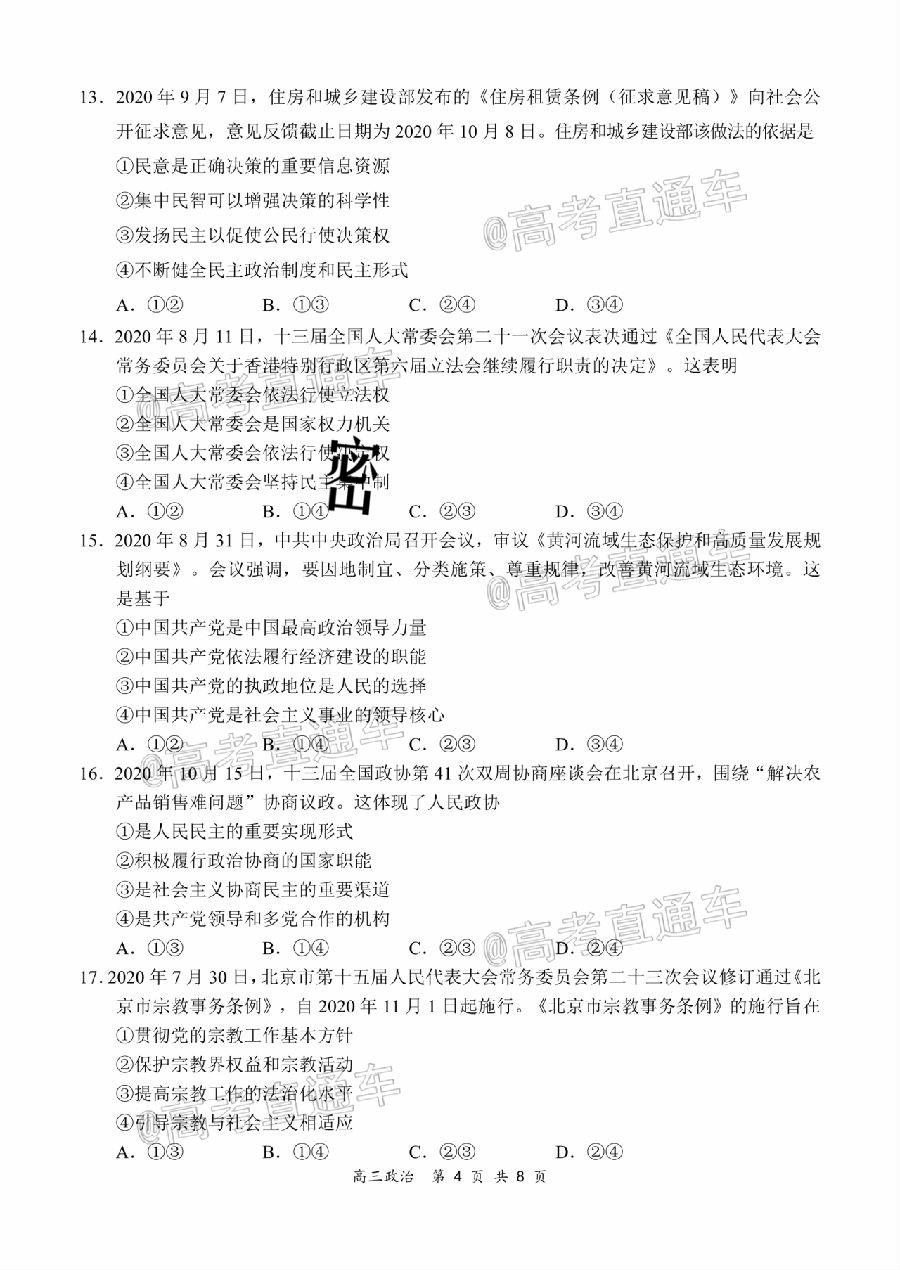 13．2020 年 9 月 7 日，住房和城乡建设部发布的《住房租赁条例（征求意见稿）》向社会公
开征求意见，意见反馈截止日期为 2020 年 10 月 8 日。住房和城乡建设部该做法的依据是
①民意是正确决策的重要信息资源
②集中民智可以增强决策的科学性
@高考直通车
③发扬民主以促使公民行使决策权
④不断健全民主政治制度和民主形式
A．①② B．①③ C．②④ D．③④
14．2020 年 8 月 11 日，十三届全国人大常委会第二十一次会议表决通过《全国人民代表大会
常务委员会关于香港特别行政区第六届立法会继续履行职责的决定》。这表明
@高考直通车
①全国人大常委会依法行使立法权
②全国人大常委会是国家权力机关
③全国人大常委会依法行使决定权
密
④全国人大常委会坚持民主集中制
A．①② B．①④ C．②③ D．③④
15．2020 年 8 月 31 日，中共中央政治局召开会议，审议《黄河流域生态保护和高质量发展规
划纲要》。会议强调，要因地制宜、分类施策、尊重规律，改善黄河流域生态环境。这
@高考直通车
是基于
①中国共产党是中国最高政治领导力量
②中国共产党依法履行经济建设的职能
③中国共产党的执政地位是人民的选择
④中国共产党是社会主义事业的领导核心
@高考直通车
A．①② B．①④ C．②③ D．③④
16．2020 年 10 月 15 日，十三届全国政协第 41 次双周协商座谈会在北京召开，围绕“解决农
产品销售难问题”协商议政。这体现了人民政协
①是人民民主的重要实现形式
②积极履行政治协商的国家职能
③是社会主义协商民主的重要渠道
④是共产党领导和多党合作的机构
@高考直通车
A．①③ B．①④ C．②③ D．②④
17. 2020 年 7 月 30 日，北京市第十五届人民代表大会常务委员会第二十三次会议修订通过《北
京市宗教事务条例》，自 2020 年 11 月 1 日起施行。《北京市宗教事务条例》的施行旨在
①贯彻党的宗教工作基本方针
②保护宗教界权益和宗教活动
③提高宗教工作的法治化水平
@高考直通车
④引导宗教与社会主义相适应
A．①③ B．①④ C．②③ D．②④
高三政治 第 4 页 共 8 页